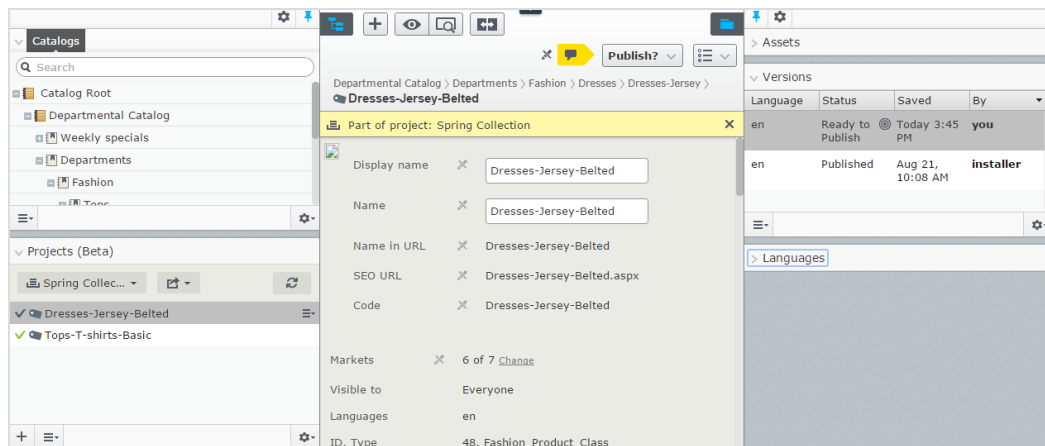 Catalogs
Search
Catalog Root
Departmental Catalog
Weekly specials
Departments
Fashion
Tops
Projects (Beta)
Spring Collec...
Dresses-Jersey-Belted
Tops-T-shirts-Basic
Publish?
Departmental Catalog > Departments > Fashion > Dresses > Dresses-Jersey >
Dresses-Jersey-Belted
Part of project: Spring Collection
Display name Dresses-Jersey-Belted
Name Dresses-Jersey-Belted
Name in URL Dresses-Jersey-Belted
SEO URL Dresses-Jersey-Belted.aspx
Code Dresses-Jersey-Belted
Markets 6 of 7 Change
Visible to Everyone
Languages en
ID, Type 48, Fashion_Product_Class
Assets
Versions
Language Status Saved By
en Ready to Publish Today 3:45 PM you
en Published Aug 21, 10:08 AM installer
Languages